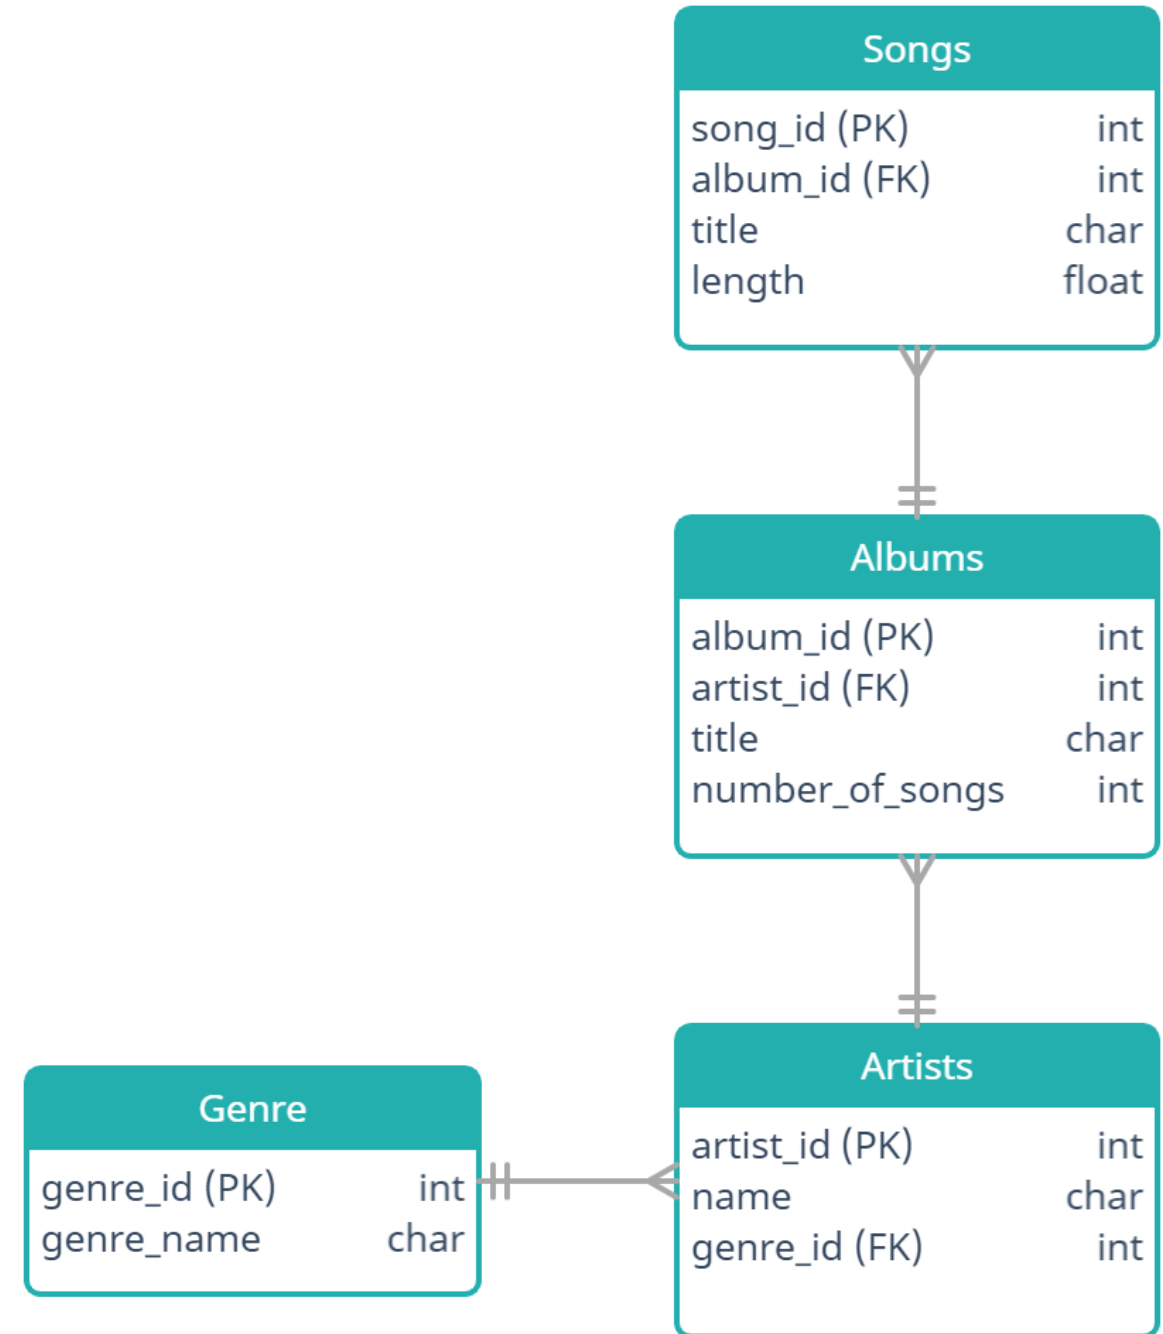 Songs
song_id (PK) int
album_id (FK) int
title char
length float
Albums
album_id (PK) int
artist_id (FK) int
title char
number_of_songs int
Artists
artist_id (PK) int
name char
genre_id (FK) int
Genre
genre_id (PK) int
genre_name char